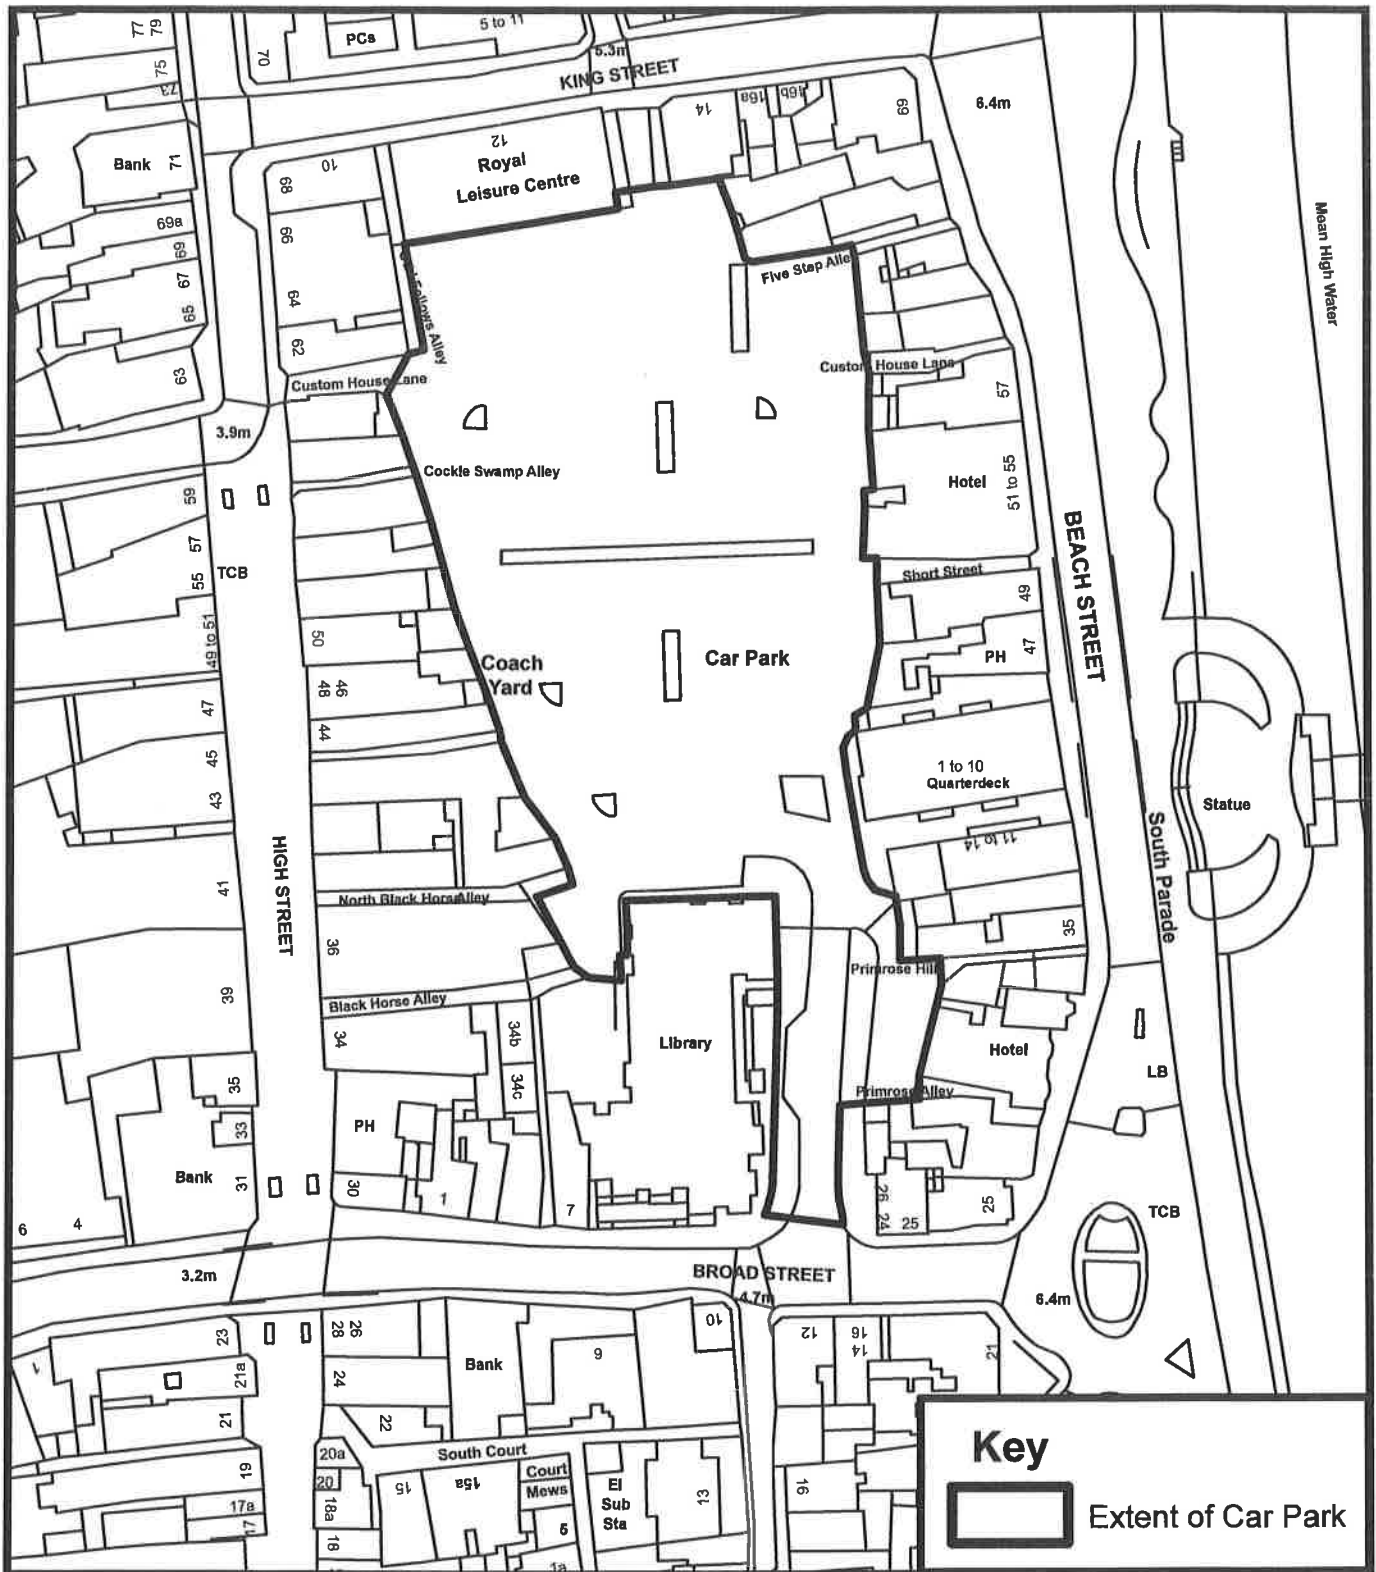 77
79
75
73
70
PCs
5 to 11
5.3m
KING STREET
6.4m
Bank
71
69a
69
67
65
63
68
10
66
64
62
12
Royal
Leisure Centre
14
16a
16b
69
Mean High Water
Five Step Alle
Fellows Alley
Custom House Lane
Custom House Lane
57
3.9m
Cockle Swamp Alley
Hotel
51 to 55
59
57
55
TCB
49 to 51
BEACH STREET
Short Street
49
47
PH
50
Coach
Yard
Car Park
48
46
44
47
45
43
1 to 10
Quarterdeck
Statue
11 to 14
South Parade
HIGH STREET
41
North Black Horse Alley
36
35
Primrose Hill
39
Black Horse Alley
34
34b
34c
Library
Hotel
LB
Primrose Alley
35
33
Bank
31
PH
30
1
7
26
24
25
25
TCB
6
4
3.2m
BROAD STREET
4.7m
6.4m
1
23
21a
21
19
17a
17
28
26
24
22
Bank
9
10
12
16
14
21
20a
20
18a
18
South Court
15
15a
Court
Mews
5
1a
El
Sub
Sta
13
16
Key
Extent of Car Park